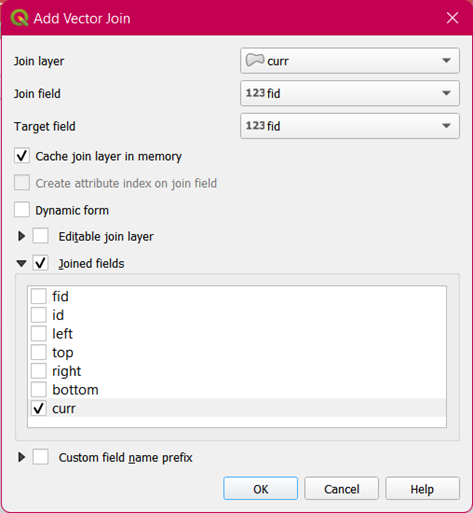 Add Vector Join
Join layer curr
Join field 123 fid
Target field 123 fid
Cache join layer in memory
Create attribute index on join field
Dynamic form
Editable join layer
Joined fields
fid
id
left
top
right
bottom
curr
Custom field name prefix
OK Cancel Help